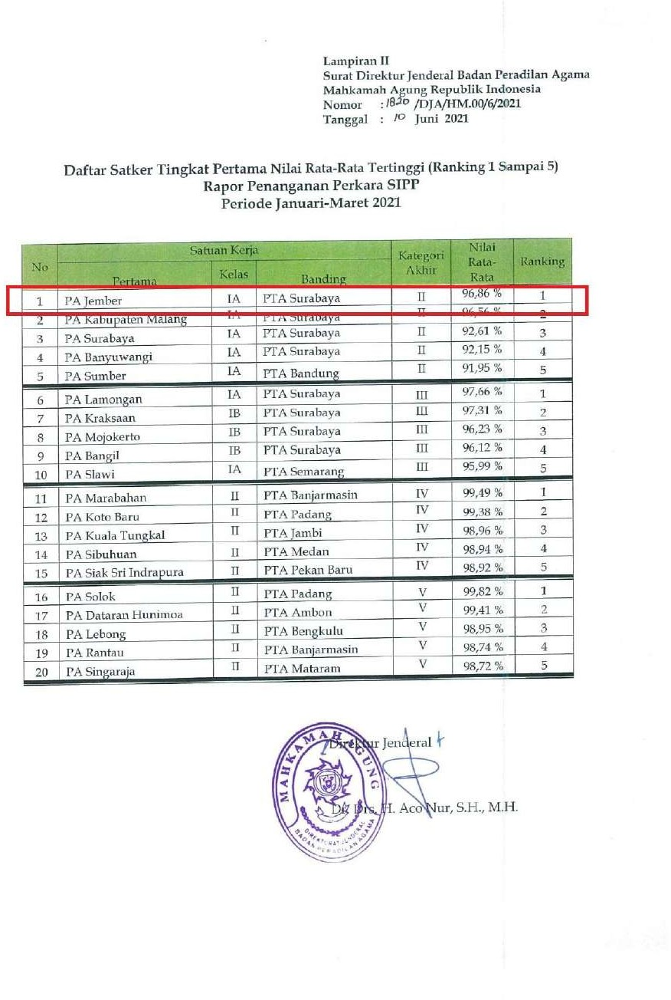 Lampiran II
Surat Direktur Jenderal Badan Peradilan Agama
Mahkamah Agung Republik Indonesia
Nomor : 1820 /DJA/HM.00/6/2021
Tanggal : 10 Juni 2021
Daftar Satker Tingkat Pertama Nilai Rata-Rata Tertinggi (Ranking 1 Sampai 5)
Rapor Penanganan Perkara SIPP
Periode Januari-Maret 2021
No Satuan Kerja Kategori Akhir Nilai Rata-Rata Ranking
Pertama Kelas Banding
1 PA Jember IA PTA Surabaya II 96,86 % 1
2 PA Kabupaten Malang IA PTA Surabaya II 96,56 % 2
3 PA Surabaya IA PTA Surabaya II 92,61 % 3
4 PA Banyuwangi IA PTA Surabaya II 92,15 % 4
5 PA Sumber IA PTA Bandung II 91,95 % 5
6 PA Lamongan IA PTA Surabaya III 97,66 % 1
7 PA Kraksaan IB PTA Surabaya III 97,31 % 2
8 PA Mojokerto IB PTA Surabaya III 96,23 % 3
9 PA Bangil IB PTA Surabaya III 96,12 % 4
10 PA Slawi IA PTA Semarang III 95,99 % 5
11 PA Marabahan II PTA Banjarmasin IV 99,49 % 1
12 PA Koto Baru II PTA Padang IV 99,38 % 2
13 PA Kuala Tungkal II PTA Jambi IV 98,96 % 3
14 PA Sibuhuan II PTA Medan IV 98,94 % 4
15 PA Siak Sri Indrapura II PTA Pekan Baru IV 98,92 % 5
16 PA Solok II PTA Padang V 99,82 % 1
17 PA Dataran Hunimoa II PTA Ambon V 99,41 % 2
18 PA Lebong II PTA Bengkulu V 98,95 % 3
19 PA Rantau II PTA Banjarmasin V 98,74 % 4
20 PA Singaraja II PTA Mataram V 98,72 % 5
Direktur Jenderal
Dr. Drs. H. Aco Nur, S.H., M.H.
MAHKAMAH AGUNG
DIREKTORAT JENDERAL
BADAN PERADILAN AGAMA